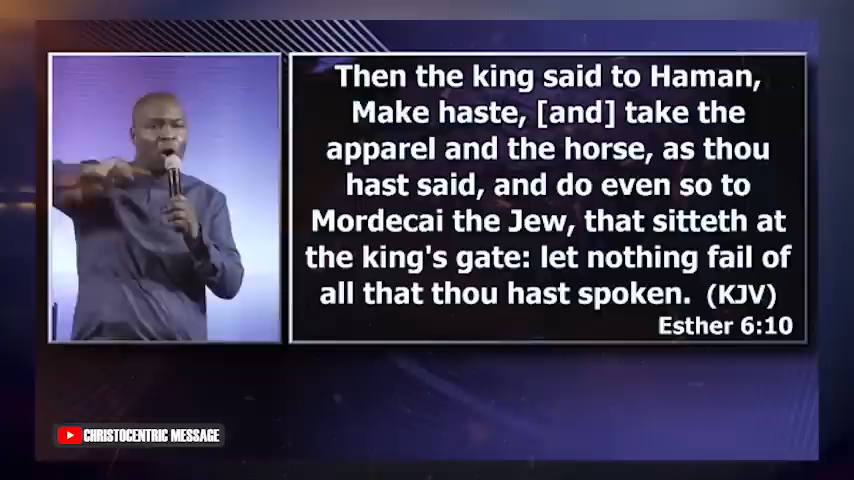 Then the king said to Haman,
Make haste, [and] take the
apparel and the horse, as thou
hast said, and do even so to
Mordecai the Jew, that sitteth at
the king's gate: let nothing fail of
all that thou hast spoken. (KJV)
Esther 6:10
CHRISTOCENTRIC MESSAGE